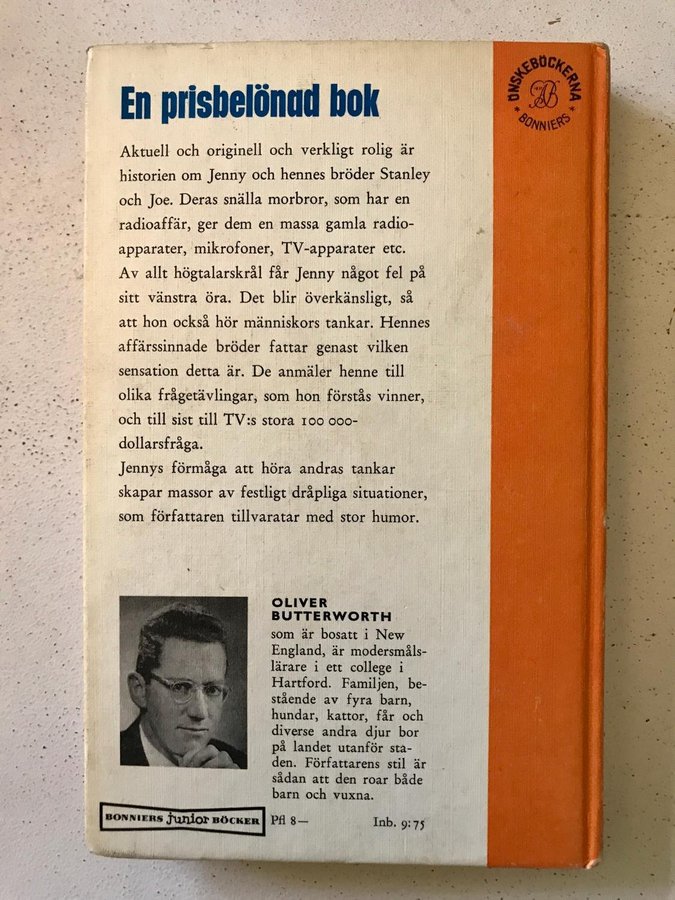 En prisbelönad bok
Aktuell och originell och verkligt rolig är
historien om Jenny och hennes bröder Stanley
och Joe. Deras snälla morbror, som har en
radioaffär, ger dem en massa gamla radio-
apparater, mikrofoner, TV-apparater etc.
Av allt högtalarskrål får Jenny något fel på
sitt vänstra öra. Det blir överkänsligt, så
att hon också hör människors tankar. Hennes
affärssinnade bröder fattar genast vilken
sensation detta är. De anmäler henne till
olika frågetävlingar, som hon förstås vinner,
och till sist till TV:s stora 100 000-
dollarsfråga.
Jennys förmåga att höra andras tankar
skapar massor av festligt dråpliga situationer,
som författaren tillvaratar med stor humor.
ÖNSKEBÖCKERNA
AB
* BONNIERS *
OLIVER
BUTTERWORTH
som är bosatt i New
England, är modersmåls-
lärare i ett college i
Hartford. Familjen, be-
stående av fyra barn,
hundar, kattor, får och
diverse andra djur bor
på landet utanför sta-
den. Författarens stil är
sådan att den roar både
barn och vuxna.
BONNIERS junior BÖCKER
Pfl 8—
Inb. 9:75